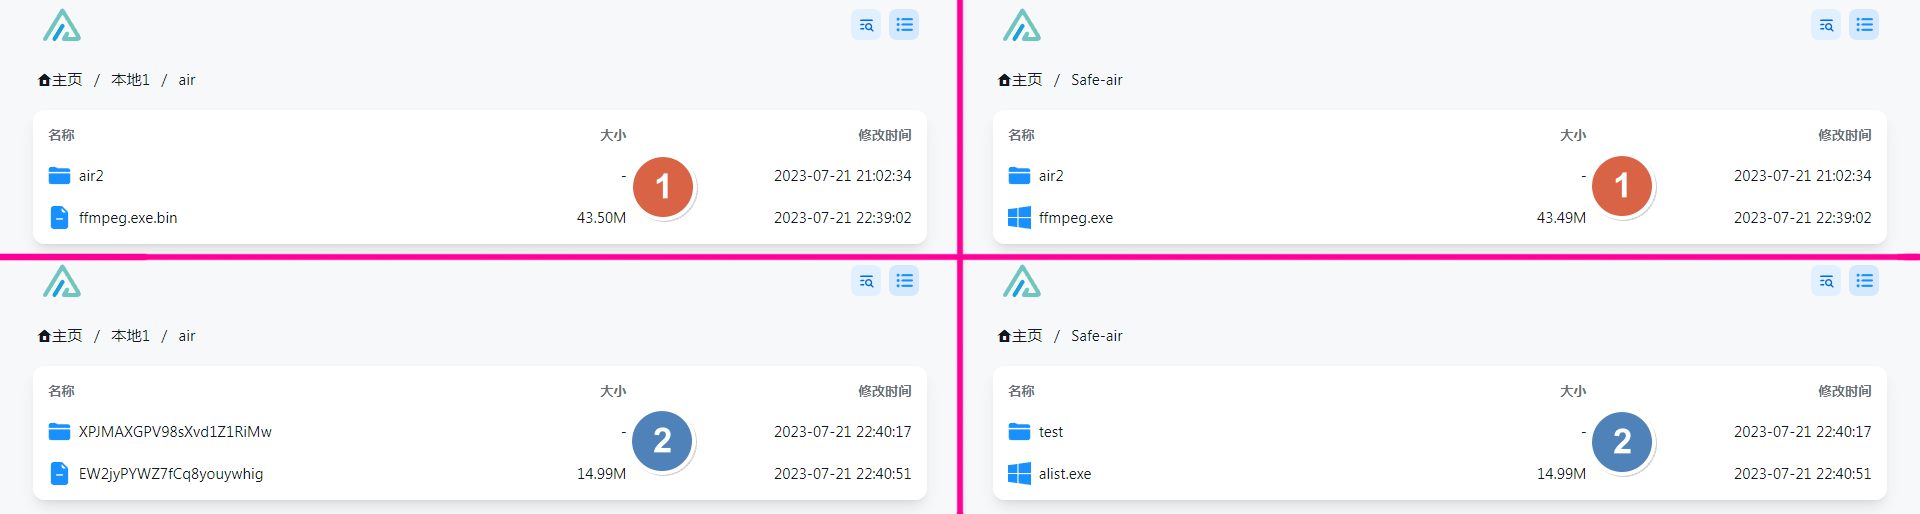 主页 / 本地1 / air
名称 大小 修改时间
air2 - 2023-07-21 21:02:34
ffmpeg.exe.bin 43.50M 2023-07-21 22:39:02
1
主页 / Safe-air
名称 大小 修改时间
air2 - 2023-07-21 21:02:34
ffmpeg.exe 43.49M 2023-07-21 22:39:02
1
主页 / 本地1 / air
名称 大小 修改时间
XPJMAXGPV98sXvd1Z1RiMw - 2023-07-21 22:40:17
EW2jyPYWZ7fCq8youywhig 14.99M 2023-07-21 22:40:51
2
主页 / Safe-air
名称 大小 修改时间
test - 2023-07-21 22:40:17
alist.exe 14.99M 2023-07-21 22:40:51
2